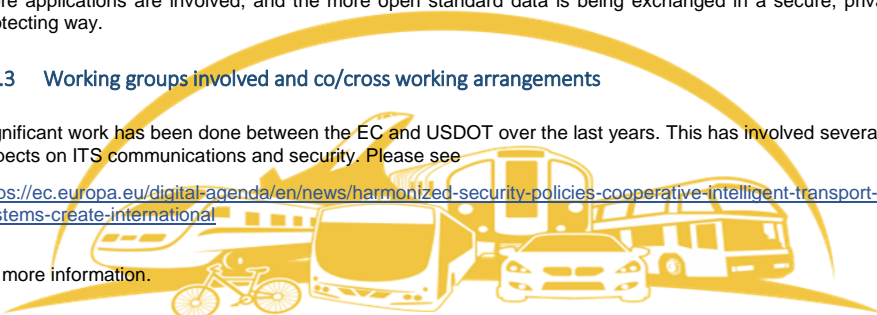 re applications are involved, and the more open standard data is being exchanged in a secure, priva
otecting way.
.3 Working groups involved and co/cross working arrangements
gnificant work has been done between the EC and USDOT over the last years. This has involved severa
pects on ITS communications and security. Please see
ps://ec.europa.eu/digital-agenda/en/news/harmonized-security-policies-cooperative-intelligent-transport-
stems-create-international
more information.